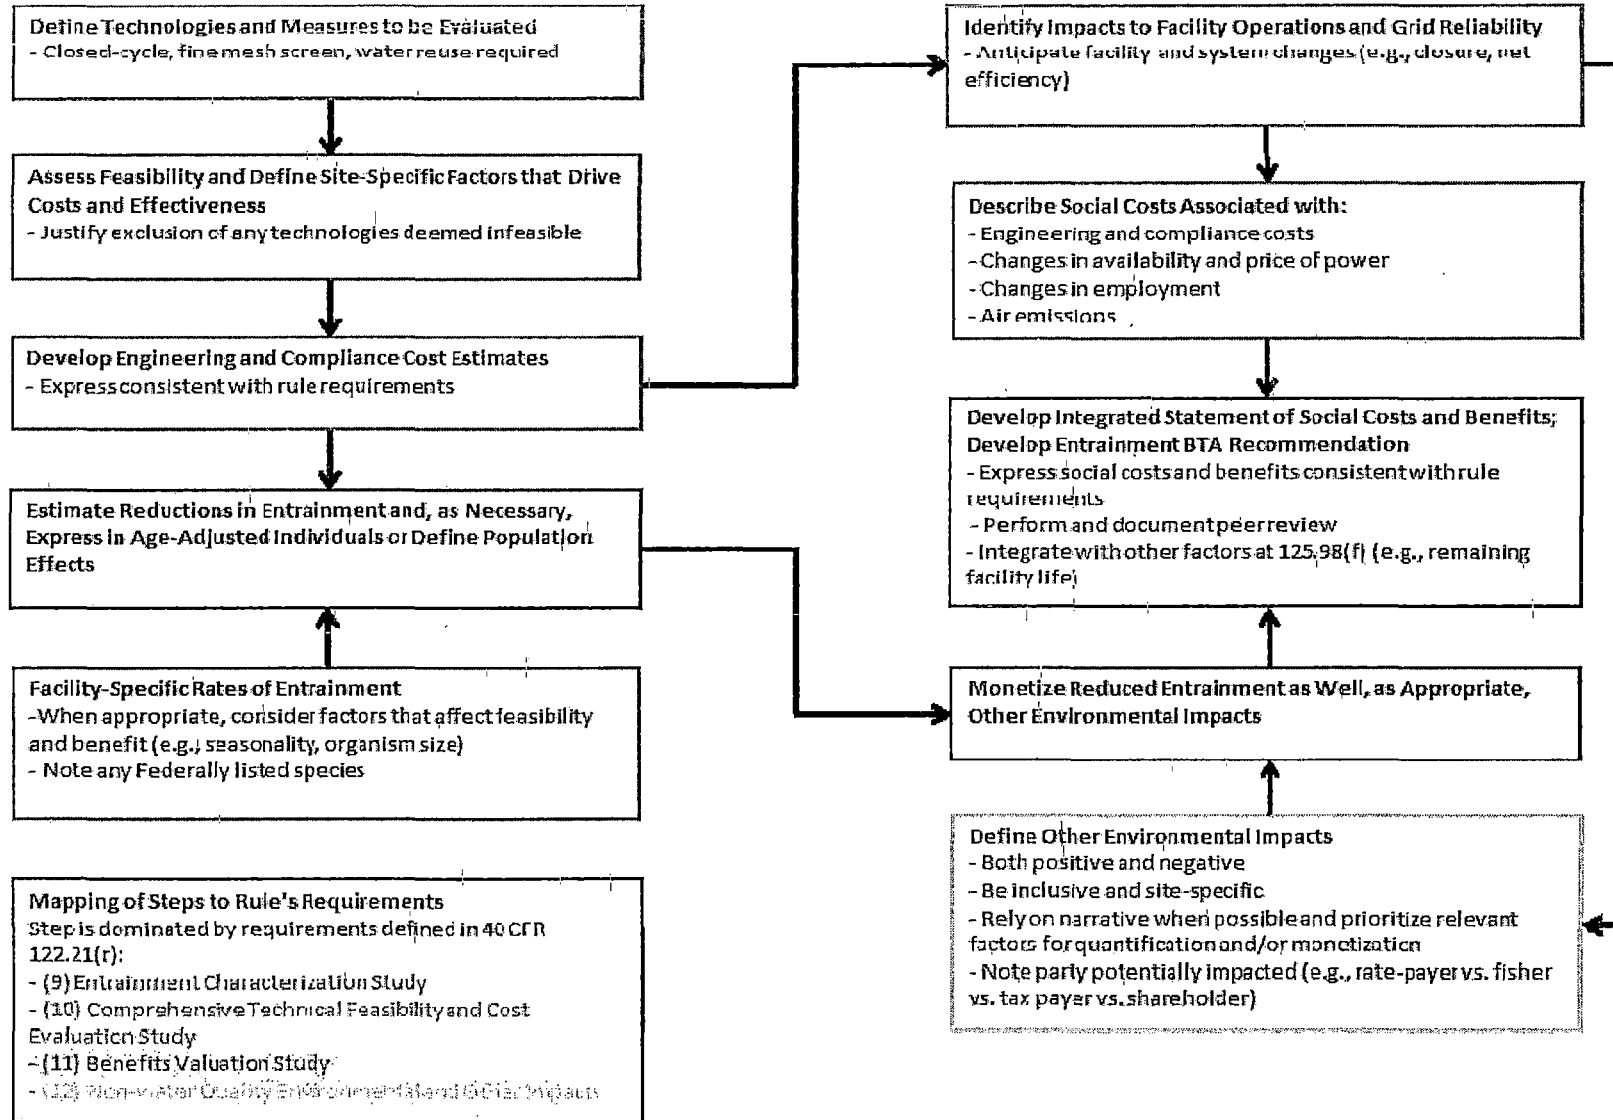 Define Technologies and Measures to be Evaluated
- Closed-cycle, fine mesh screen, water reuse required
Assess Feasibility and Define Site-Specific Factors that Drive
Costs and Effectiveness
- Justify exclusion of any technologies deemed infeasible
Develop Engineering and Compliance Cost Estimates
- Express consistent with rule requirements
Estimate Reductions in Entrainment and, as Necessary,
Express in Age-Adjusted Individuals or Define Population
Effects
Facility-Specific Rates of Entrainment
-When appropriate, consider factors that affect feasibility
and benefit (e.g., seasonality, organism size)
- Note any Federally listed species
Mapping of Steps to Rule's Requirements
Step is dominated by requirements defined in 40 CFR
122.21(r):
- (9) Entrainment Characterization Study
- (10) Comprehensive Technical Feasibility and Cost
Evaluation Study
- (11) Benefits Valuation Study
- (12) Non-water Quality Environmental and Other Impacts
Identify Impacts to Facility Operations and Grid Reliability
- Anticipate facility and system changes (e.g., closure, net
efficiency)
Describe Social Costs Associated with:
- Engineering and compliance costs
- Changes in availability and price of power
- Changes in employment
- Air emissions
Develop Integrated Statement of Social Costs and Benefits;
Develop Entrainment BTA Recommendation
- Express social costs and benefits consistent with rule
requirements
- Perform and document peer review
- Integrate with other factors at 125.98(f) (e.g., remaining
facility life)
Monetize Reduced Entrainment as Well, as Appropriate,
Other Environmental Impacts
Define Other Environmental Impacts
- Both positive and negative
- Be inclusive and site-specific
- Rely on narrative when possible and prioritize relevant
factors for quantification and/or monetization
- Note party potentially impacted (e.g., rate-payer vs. fisher
vs. tax payer vs. shareholder)